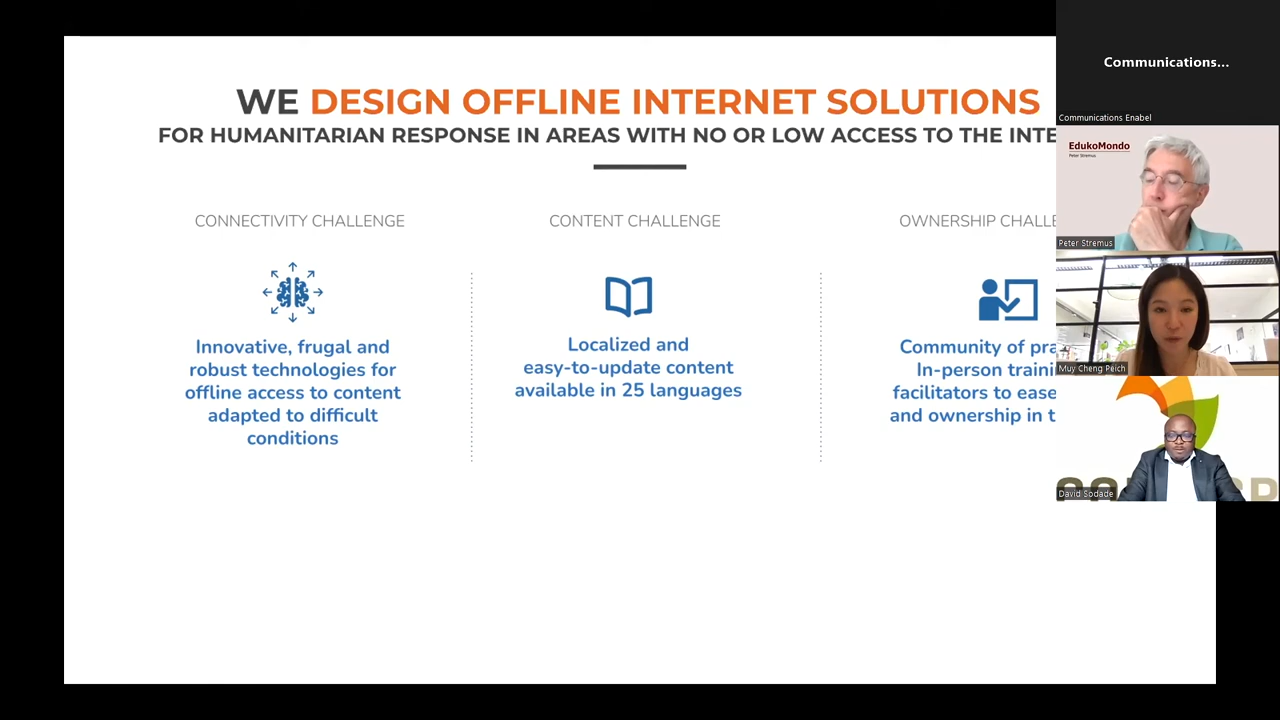 WE DESIGN OFFLINE INTERNET SOLUTIONS
FOR HUMANITARIAN RESPONSE IN AREAS WITH NO OR LOW ACCESS TO THE INTE
CONNECTIVITY CHALLENGE
Innovative, frugal and
robust technologies for
offline access to content
adapted to difficult
conditions
CONTENT CHALLENGE
Localized and
easy-to-update content
available in 25 languages
OWNERSHIP CHALLE
Community of pra
In-person traini
facilitators to ease
and ownership in t
Communications...
Communications Enabel
EdukoMondo
Peter Stremus
Peter Stremus
Muy Cheng Peich
David Sodade